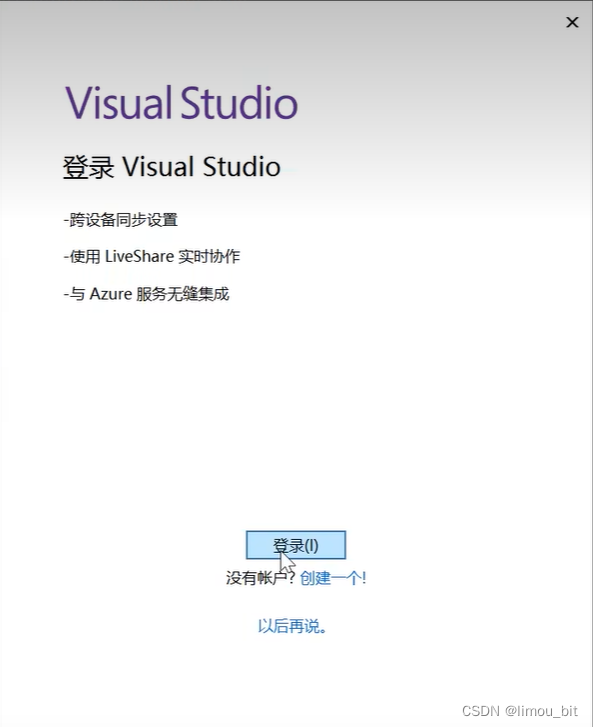 Visual Studio
登录 Visual Studio
-跨设备同步设置
-使用 LiveShare 实时协作
-与 Azure 服务无缝集成
登录(I)
没有帐户? 创建一个!
以后再说。
CSDN @limou_bit